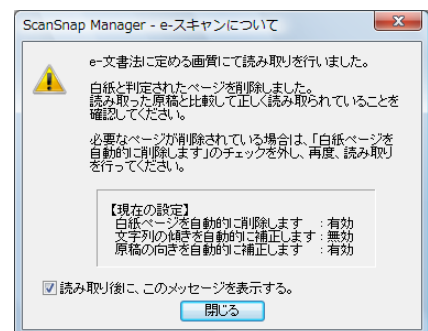 ScanSnap Manager - e-スキャンについて
e-文書法に定める画質にて読み取りを行いました。
白紙と判定されたページを削除しました。
読み取った原稿と比較して正しく読み取られていることを
確認してください。
必要なページが削除されている場合は、「白紙ページを
自動的に削除します」のチェックを外し、再度、読み取り
を行ってください。
【現在の設定】
白紙ページを自動的に削除します　：有効
文字列の傾きを自動的に補正します：無効
原稿の向きを自動的に補正します　：有効
読み取り後に、このメッセージを表示する。
閉じる